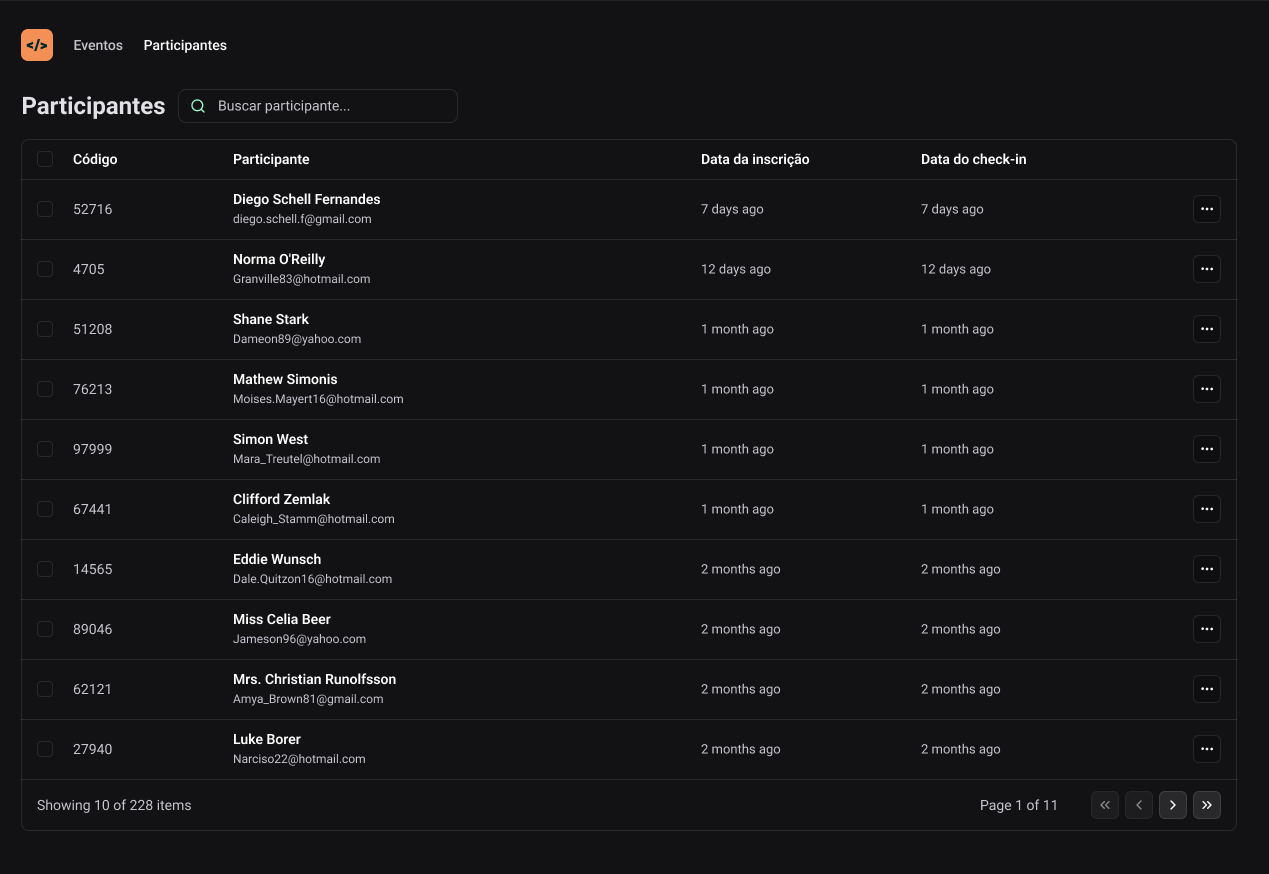 </>
Eventos Participantes
Participantes Buscar participante...
Código Participante Data da inscrição Data do check-in
52716 Diego Schell Fernandes 7 days ago 7 days ago
diego.schell.f@gmail.com
4705 Norma O'Reilly 12 days ago 12 days ago
Granville83@hotmail.com
51208 Shane Stark 1 month ago 1 month ago
Dameon89@yahoo.com
76213 Mathew Simonis 1 month ago 1 month ago
Moises.Mayert16@hotmail.com
97999 Simon West 1 month ago 1 month ago
Mara_Treutel@hotmail.com
67441 Clifford Zemlak 1 month ago 1 month ago
Caleigh_Stamm@hotmail.com
14565 Eddie Wunsch 2 months ago 2 months ago
Dale.Quitzon16@hotmail.com
89046 Miss Celia Beer 2 months ago 2 months ago
Jameson96@yahoo.com
62121 Mrs. Christian Runolfsson 2 months ago 2 months ago
Amya_Brown81@gmail.com
27940 Luke Borer 2 months ago 2 months ago
Narciso22@hotmail.com
Showing 10 of 228 items Page 1 of 11